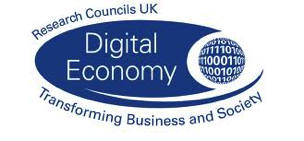 Research Councils UK
Digital
Economy
Transforming Business and Society